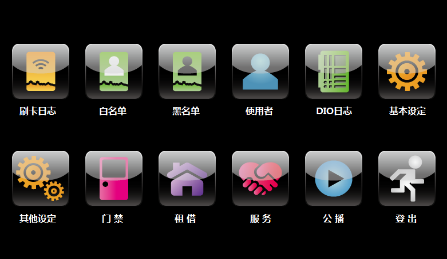 刷卡日志 白名单 黑名单 使用者 DIO日志 基本设定
其他设定 门 禁 租 借 服 务 公 播 登 出